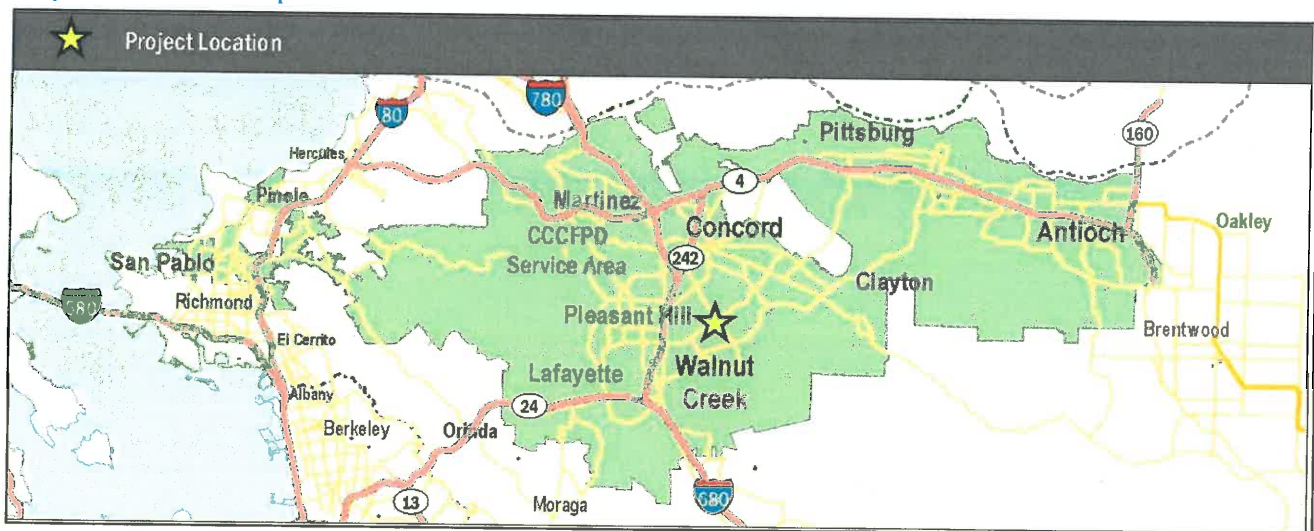 Project Location
80
780
160
Pittsburg
Hercules
4
Pinole
Martinez
Oakley
CCCFPD
Service Area
Concord
Antioch
San Pablo
242
Clayton
Richmond
Pleasant Hill
Brentwood
El Cerrito
Walnut
Creek
Lafayette
Albany
24
Berkeley
Orinda
13
Moraga
680